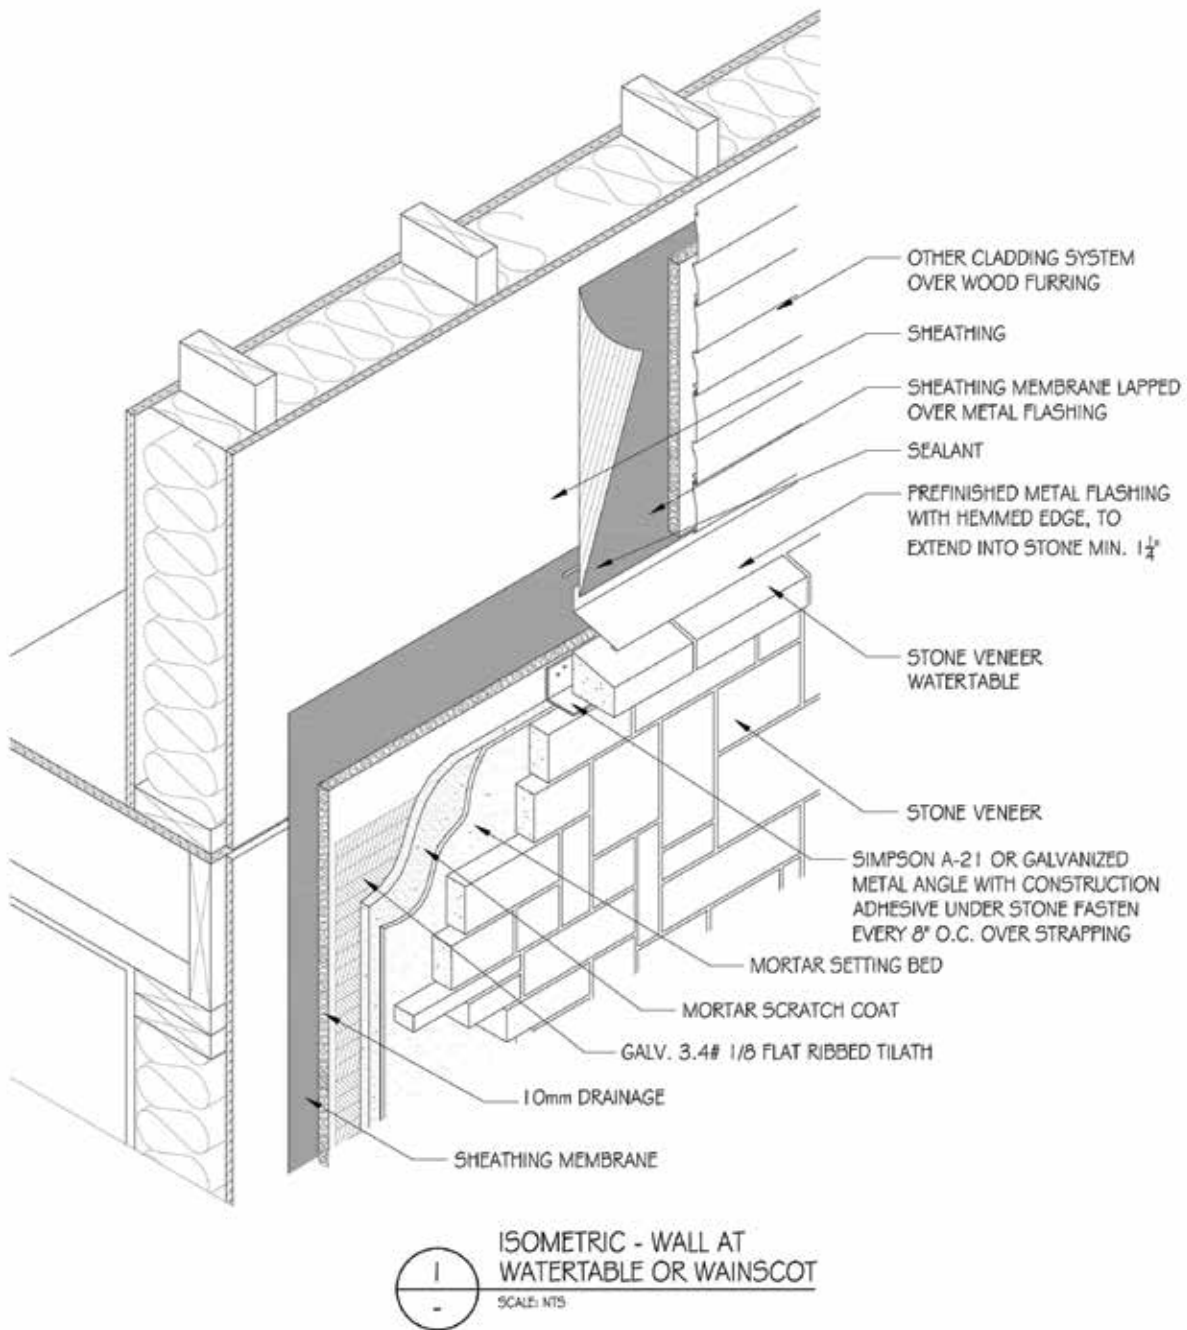 OTHER CLADDING SYSTEM
OVER WOOD FURRING
SHEATHING
SHEATHING MEMBRANE LAPPED
OVER METAL FLASHING
SEALANT
PREFINISHED METAL FLASHING
WITH HEMMED EDGE, TO
EXTEND INTO STONE MIN. 1 1/4"
STONE VENEER
WATERTABLE
STONE VENEER
SIMPSON A-21 OR GALVANIZED
METAL ANGLE WITH CONSTRUCTION
ADHESIVE UNDER STONE FASTEN
EVERY 8" O.C. OVER STRAPPING
MORTAR SETTING BED
MORTAR SCRATCH COAT
GALV. 3.4# 1/8 FLAT RIBBED TILATH
10mm DRAINAGE
SHEATHING MEMBRANE
1
-
ISOMETRIC - WALL AT
WATERTABLE OR WAINSCOT
SCALE: NTS